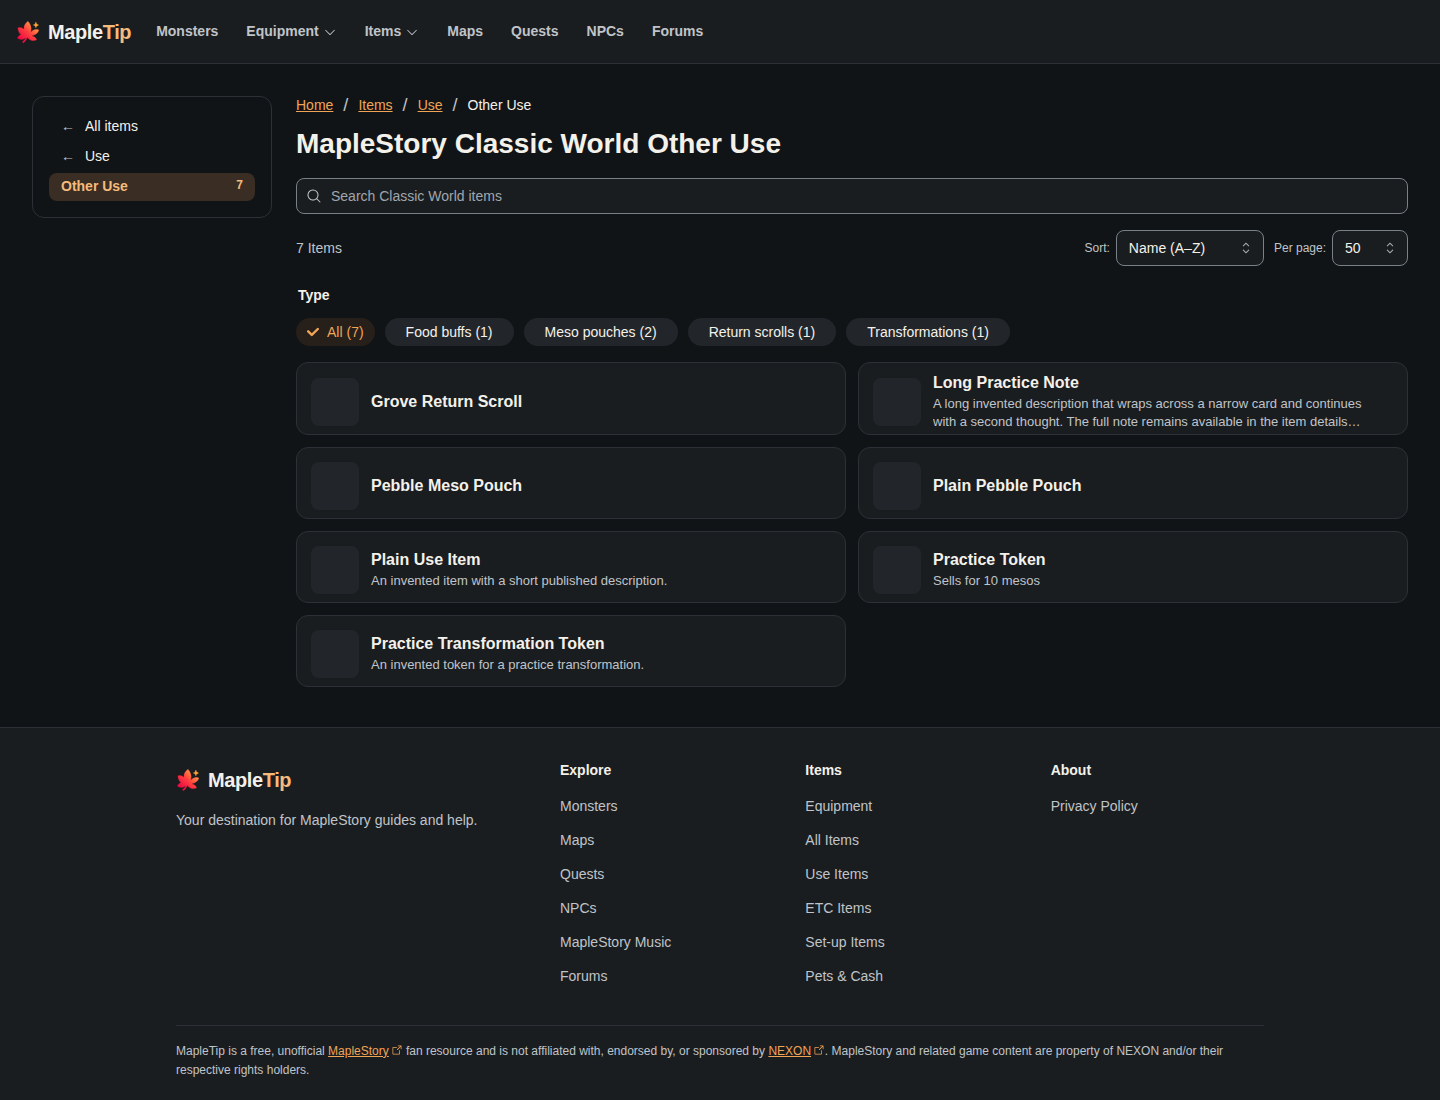 MapleTip
Monsters
Equipment
Items
Maps
Quests
NPCs
Forums
← All items
← Use
Other Use 7
Home / Items / Use / Other Use
MapleStory Classic World Other Use
Search Classic World items
7 Items
Sort: Name (A–Z)
Per page: 50
Type
All (7)
Food buffs (1)
Meso pouches (2)
Return scrolls (1)
Transformations (1)
Grove Return Scroll
Long Practice Note
A long invented description that wraps across a narrow card and continues
with a second thought. The full note remains available in the item details…
Pebble Meso Pouch
Plain Pebble Pouch
Plain Use Item
An invented item with a short published description.
Practice Token
Sells for 10 mesos
Practice Transformation Token
An invented token for a practice transformation.
MapleTip
Your destination for MapleStory guides and help.
Explore
Monsters
Maps
Quests
NPCs
MapleStory Music
Forums
Items
Equipment
All Items
Use Items
ETC Items
Set-up Items
Pets & Cash
About
Privacy Policy
MapleTip is a free, unofficial MapleStory fan resource and is not affiliated with, endorsed by, or sponsored by NEXON. MapleStory and related game content are property of NEXON and/or their
respective rights holders.